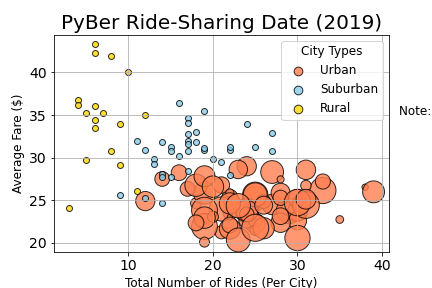 PyBer Ride-Sharing Date (2019)
City Types
Urban
Suburban
Rural
Note:
Average Fare ($)
40
35
30
25
20
10
20
30
40
Total Number of Rides (Per City)